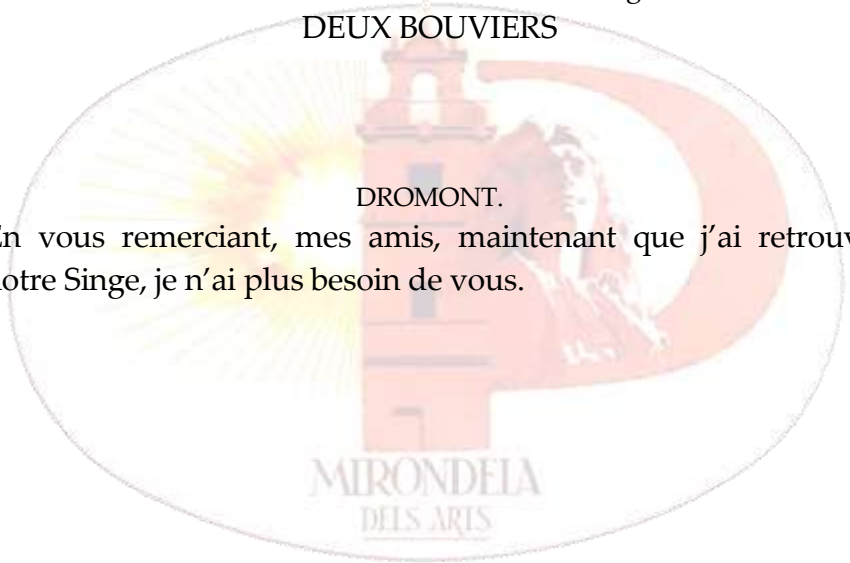 DEUX BOUVIERS
DROMONT.
En vous remerciant, mes amis, maintenant que j’ai retrouv
otre Singe, je n’ai plus besoin de vous.
MIRONDELA
DELS ARTS